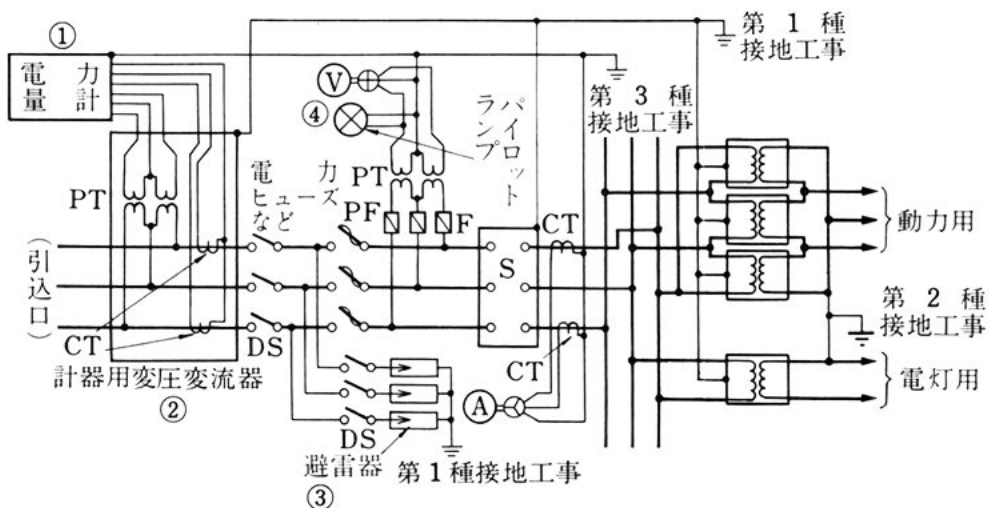 ①
電力
量計
PT
(引込口)
CT
計器用変圧変流器
②
電力
ヒューズ
など
DS
V
④
パイロット
ランプ
PT
PF
F
S
CT
CT
A
DS
避雷器
③
第1種接地工事
第1種
接地工事
第3種
接地工事
動力用
第2種
接地工事
電灯用